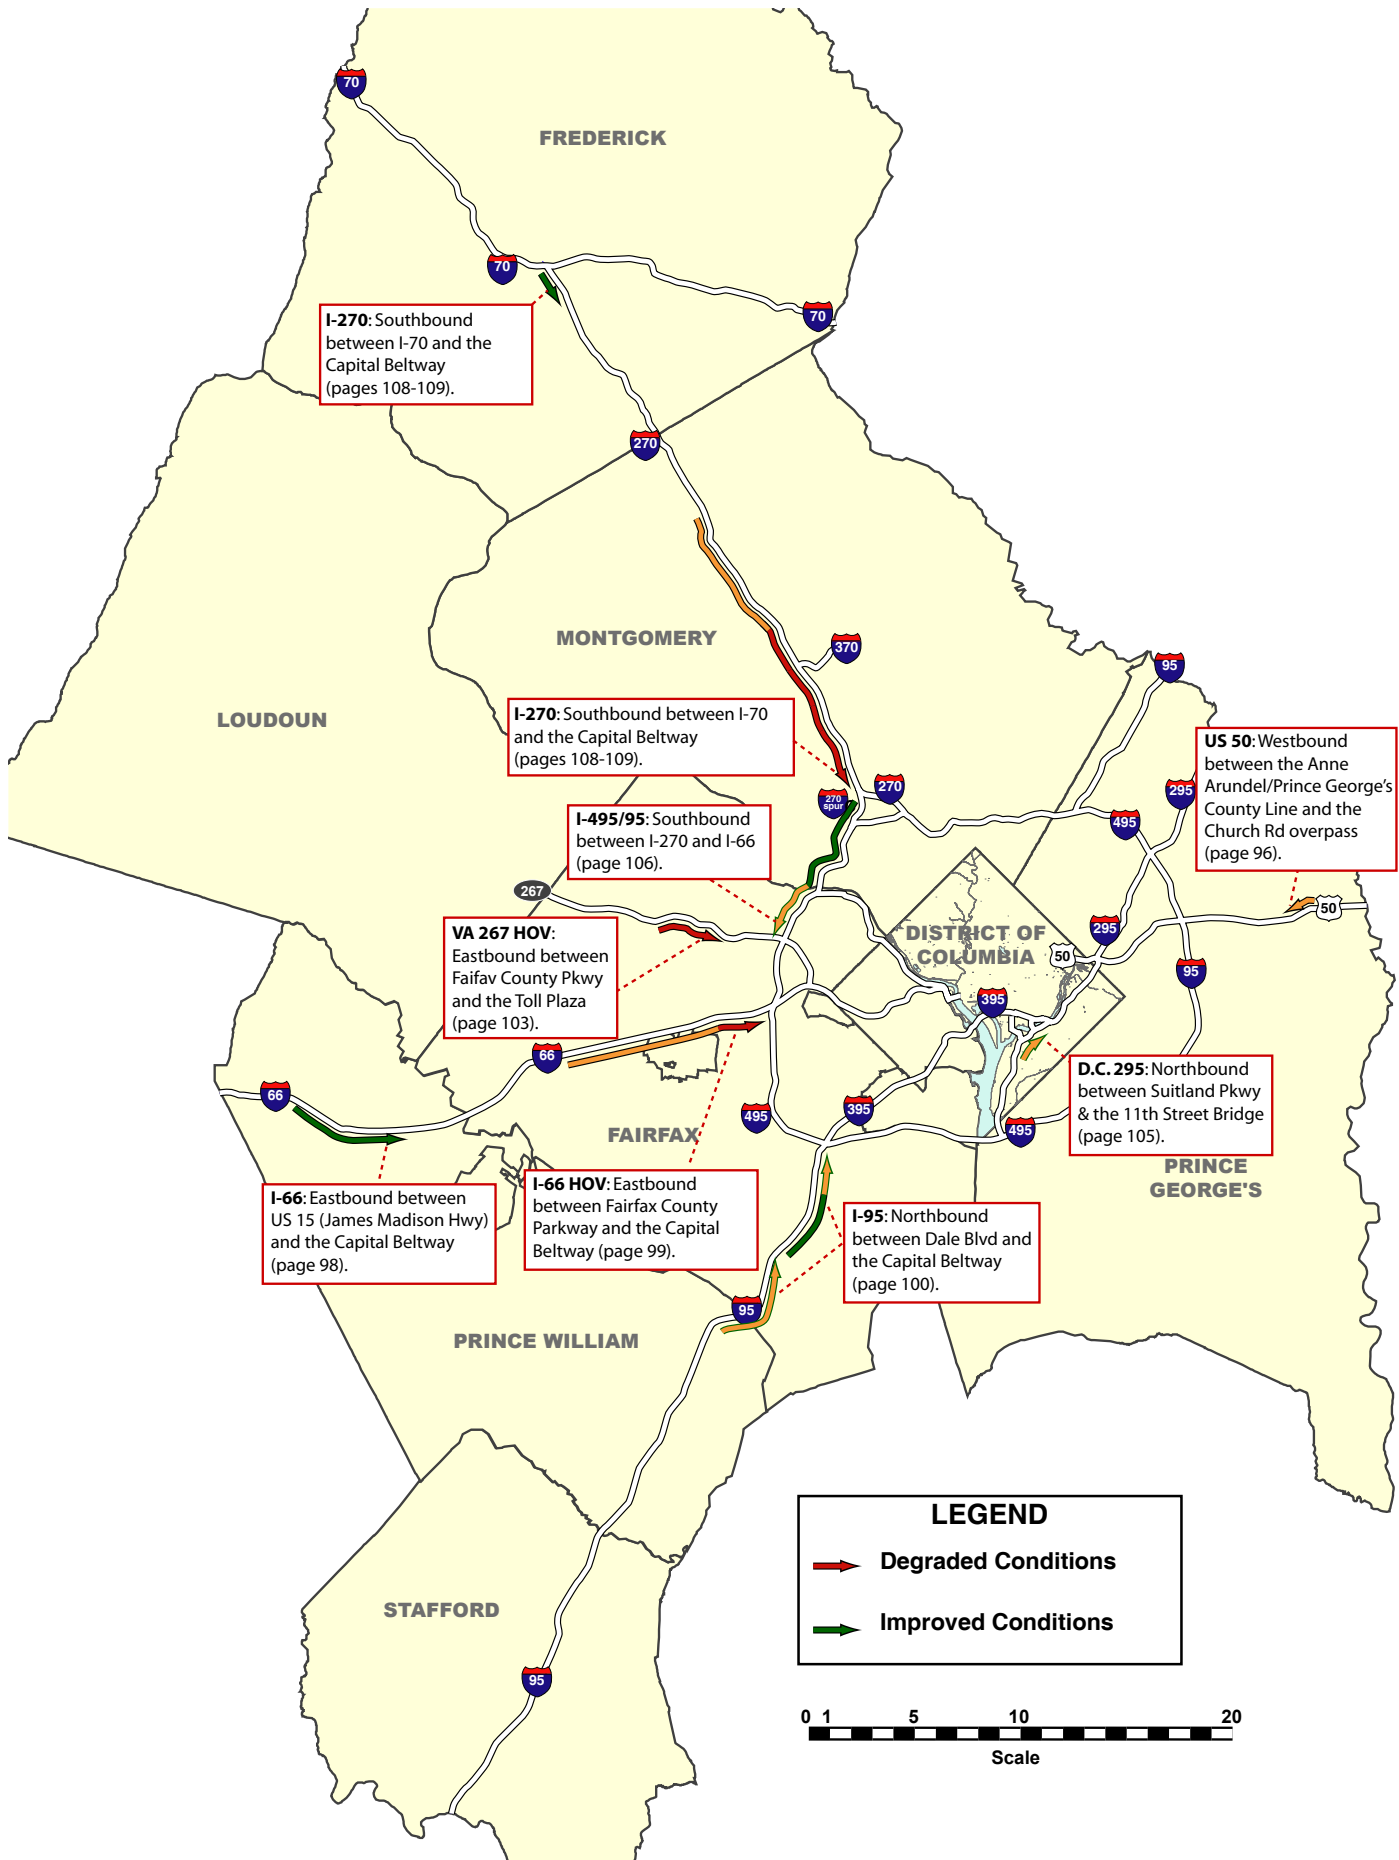 70
FREDERICK
70
70
I-270: Southbound
between I-70 and the
Capital Beltway
(pages 108-109).
270
MONTGOMERY
370
95
LOUDOUN
I-270: Southbound between I-70
and the Capital Beltway
(pages 108-109).
US 50: Westbound
between the Anne
Arundel/Prince George's
County Line and the
Church Rd overpass
(page 96).
270
spur
270
295
495
I-495/95: Southbound
between I-270 and I-66
(page 106).
267
50
VA 267 HOV:
Eastbound between
Faifav County Pkwy
and the Toll Plaza
(page 103).
DISTRICT OF
COLUMBIA
295
50
95
395
66
66
D.C. 295: Northbound
between Suitland Pkwy
& the 11th Street Bridge
(page 105).
495
395
495
FAIRFAX
PRINCE
GEORGE'S
I-66: Eastbound between
US 15 (James Madison Hwy)
and the Capital Beltway
(page 98).
I-66 HOV: Eastbound
between Fairfax County
Parkway and the Capital
Beltway (page 99).
I-95: Northbound
between Dale Blvd and
the Capital Beltway
(page 100).
95
PRINCE WILLIAM
LEGEND
Degraded Conditions
Improved Conditions
STAFFORD
95
0 1 5 10 20
Scale